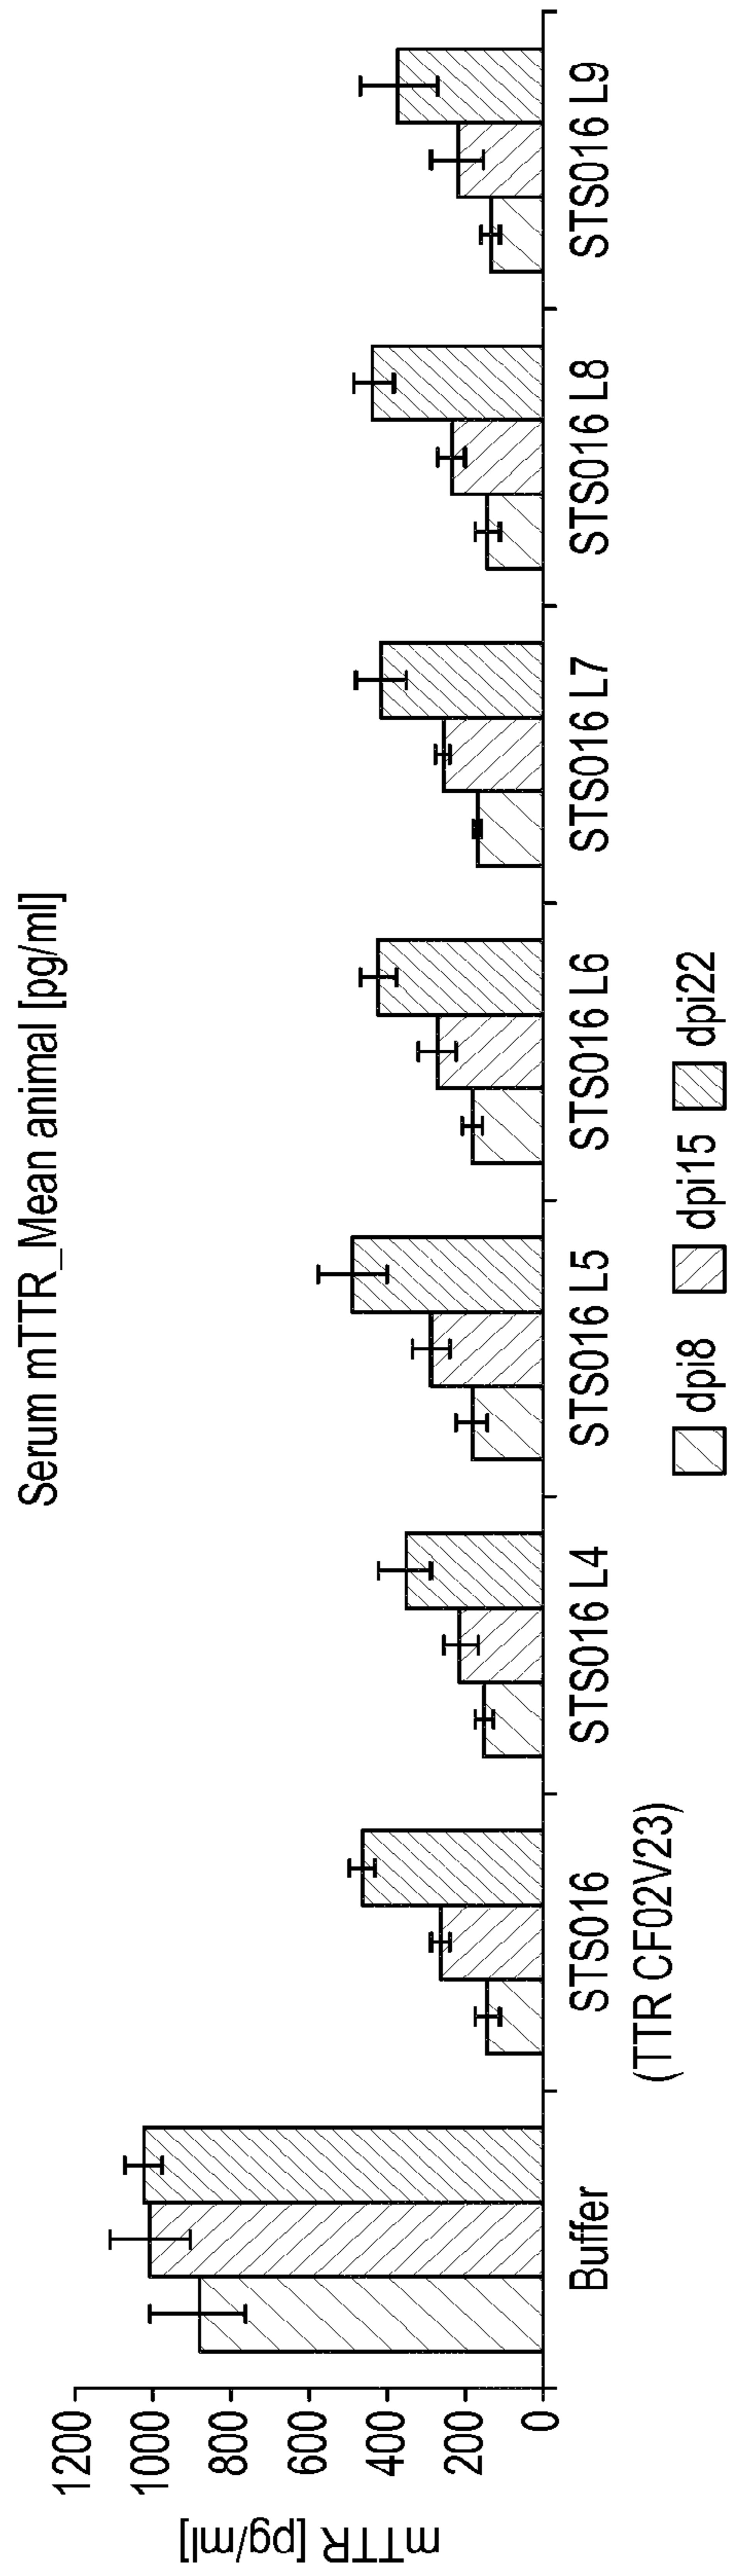 Serum mTTR_Mean animal [pg/ml]
mTTR [pg/ml]
1200
1000
800
600
400
200
0
Buffer
STS016
(TTR CF02V23)
STS016 L4
STS016 L5
STS016 L6
STS016 L7
STS016 L8
STS016 L9
dpi8 dpi15 dpi22